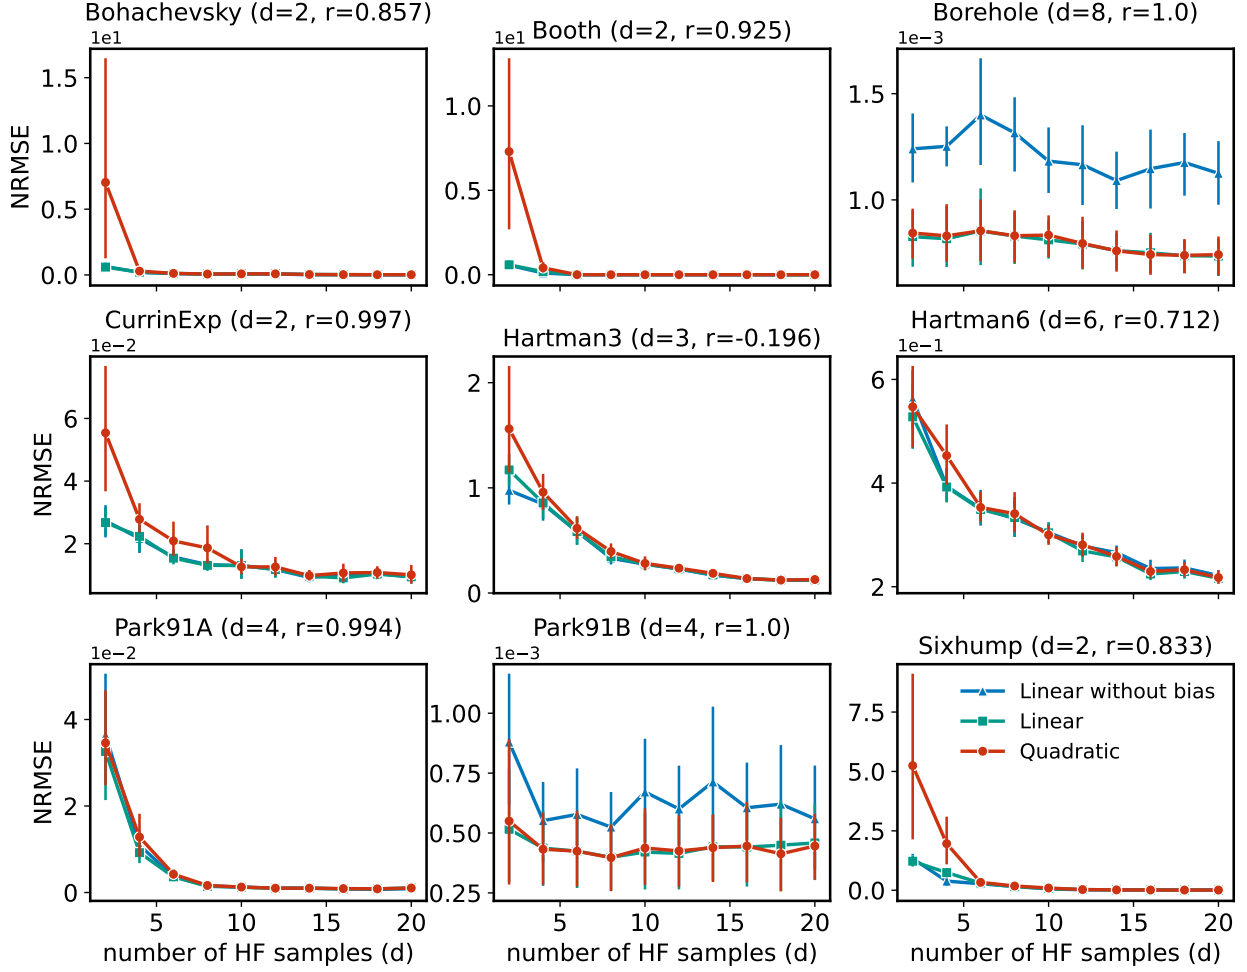 Bohachevsky (d=2, r=0.857)
1e1
NRMSE
1.5
1.0
0.5
0.0
Booth (d=2, r=0.925)
1e1
1.0
0.5
0.0
Borehole (d=8, r=1.0)
1e−3
1.5
1.0
CurrinExp (d=2, r=0.997)
1e−2
NRMSE
6
4
2
Hartman3 (d=3, r=-0.196)
2
1
0
Hartman6 (d=6, r=0.712)
1e−1
6
4
2
Park91A (d=4, r=0.994)
1e−2
NRMSE
4
2
0
5
10
15
20
number of HF samples (d)
Park91B (d=4, r=1.0)
1e−3
1.00
0.75
0.50
0.25
5
10
15
20
number of HF samples (d)
Sixhump (d=2, r=0.833)
7.5
5.0
2.5
0.0
Linear without bias
Linear
Quadratic
5
10
15
20
number of HF samples (d)